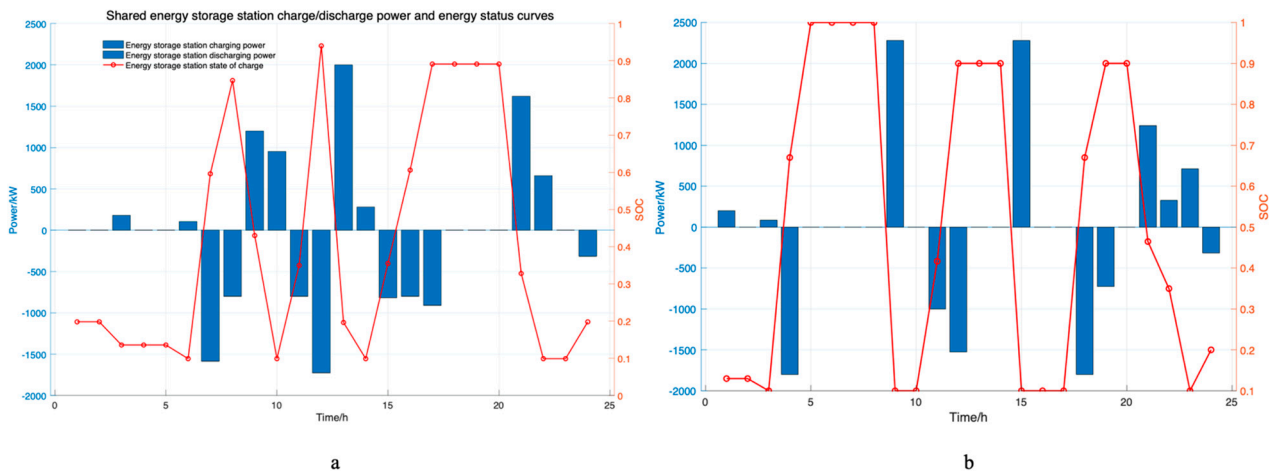 Shared energy storage station charge/discharge power and energy status curves
Energy storage station charging power
Energy storage station discharging power
Energy storage station state of charge
2500
2000
1500
1000
500
0
-500
-1000
-1500
-2000
Power/kW
1
0.9
0.8
0.7
0.6
0.5
0.4
0.3
0.2
0.1
0
SOC
0 5 10 15 20 25
Time/h
a
2500
2000
1500
1000
500
0
-500
-1000
-1500
-2000
Power/kW
1
0.9
0.8
0.7
0.6
0.5
0.4
0.3
0.2
0.1
SOC
0 5 10 15 20 25
Time/h
b